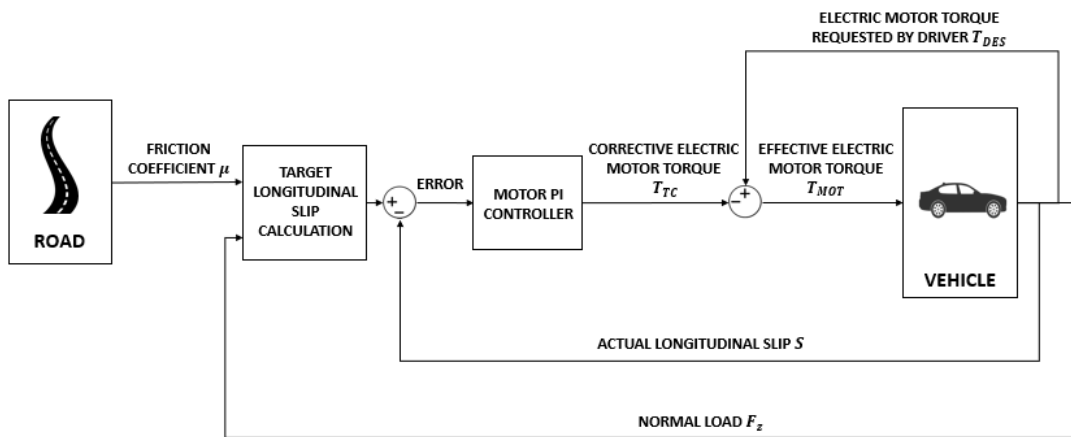 ELECTRIC MOTOR TORQUE
REQUESTED BY DRIVER T_DES
ROAD
FRICTION
COEFFICIENT μ
TARGET
LONGITUDINAL
SLIP
CALCULATION
+
−
ERROR
MOTOR PI
CONTROLLER
CORRECTIVE ELECTRIC
MOTOR TORQUE
T_TC
−
+
EFFECTIVE ELECTRIC
MOTOR TORQUE
T_MOT
VEHICLE
ACTUAL LONGITUDINAL SLIP S
NORMAL LOAD F_z